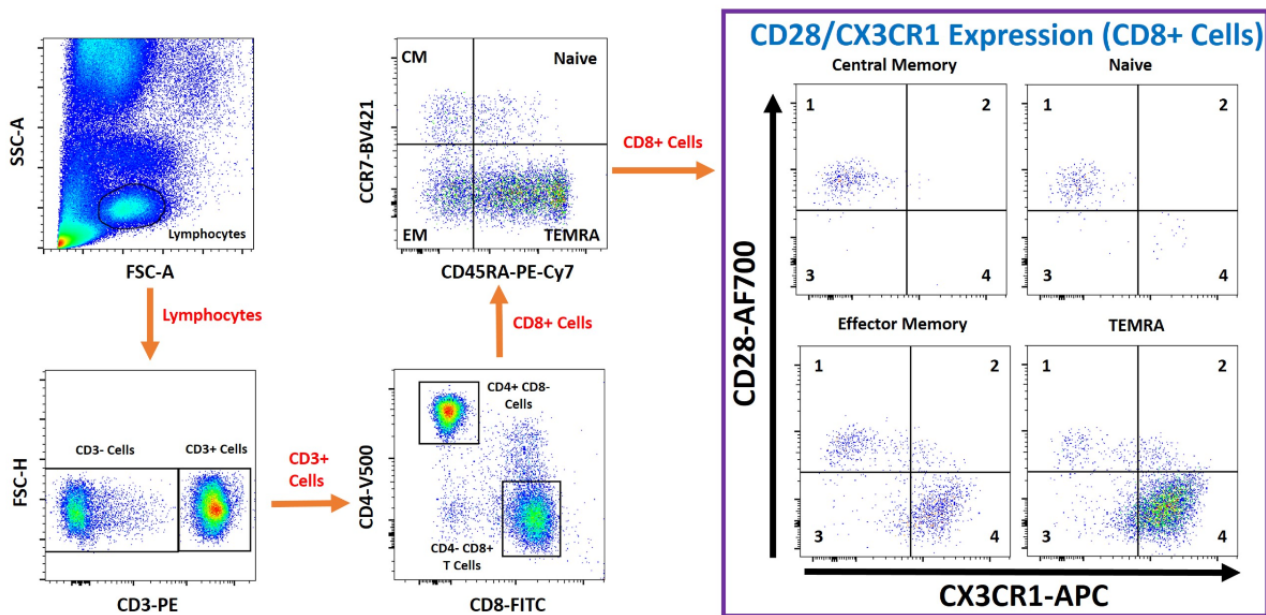 SSC-A
Lymphocytes
FSC-A
Lymphocytes
FSC-H
CD3- Cells
CD3+ Cells
CD3-PE
CD3+
Cells
CD4-V500
CD4+ CD8-
Cells
CD4- CD8+
T Cells
CD8-FITC
CD8+ Cells
CCR7-BV421
CM
Naive
EM
TEMRA
CD45RA-PE-Cy7
CD8+ Cells
CD28/CX3CR1 Expression (CD8+ Cells)
CD28-AF700
Central Memory
1
2
3
4
Naive
1
2
3
4
Effector Memory
1
2
3
4
TEMRA
1
2
3
4
CX3CR1-APC